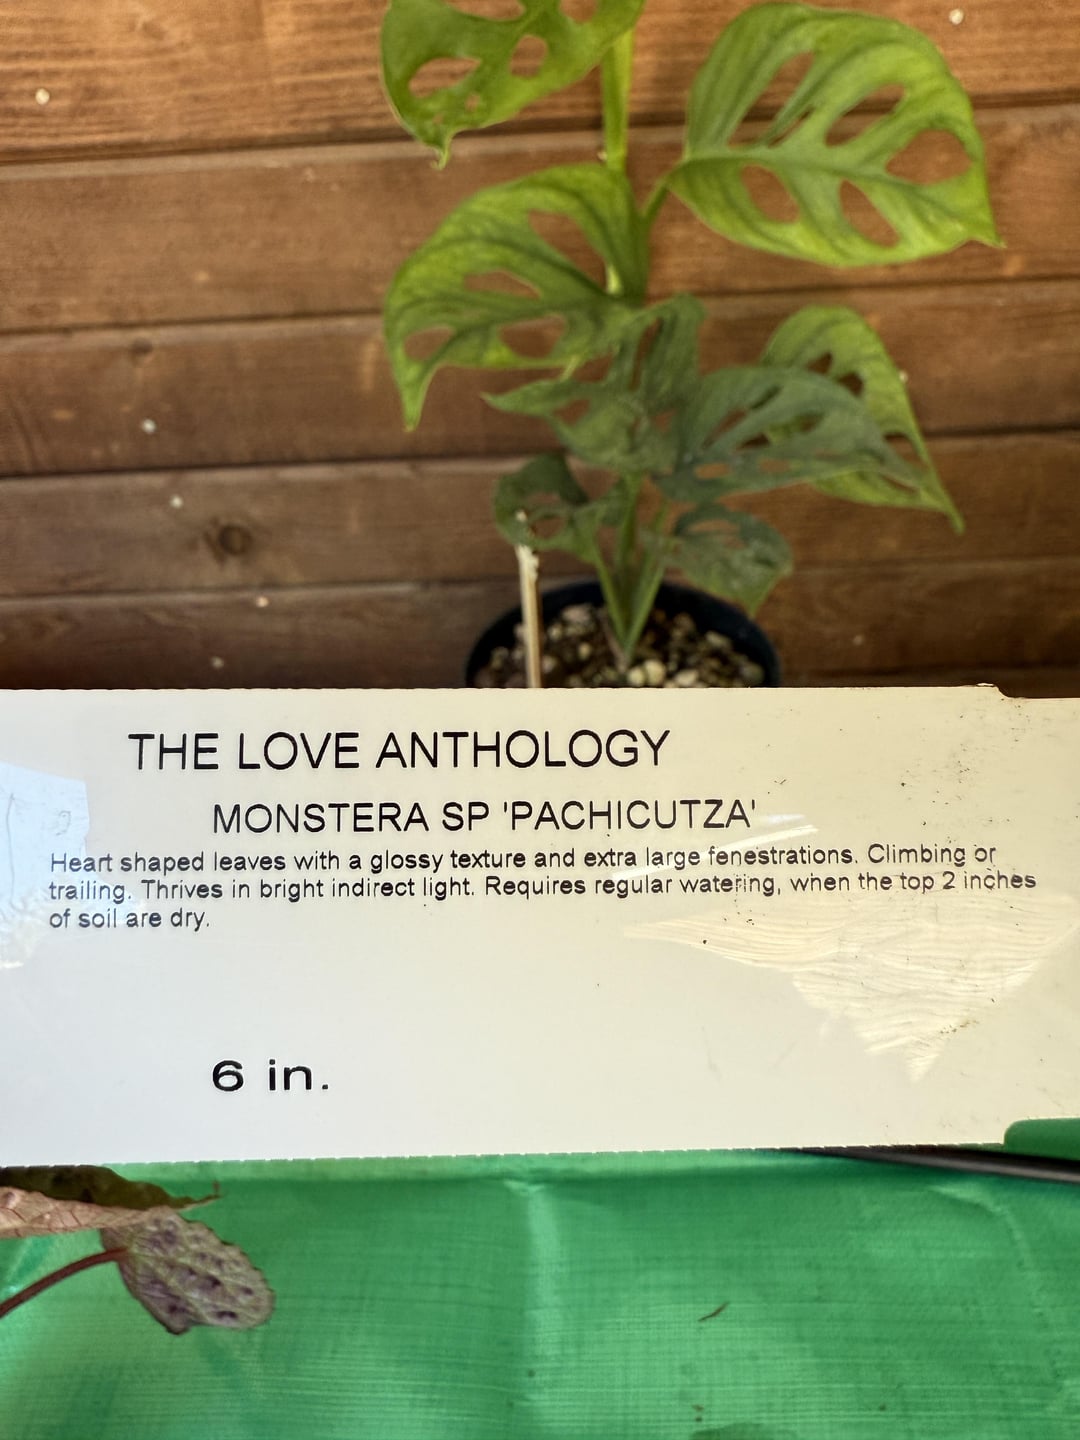 THE LOVE ANTHOLOGY
MONSTERA SP 'PACHICUTZA'
Heart shaped leaves with a glossy texture and extra large fenestrations. Climbing or
trailing. Thrives in bright indirect light. Requires regular watering, when the top 2 inches
of soil are dry.
6 in.